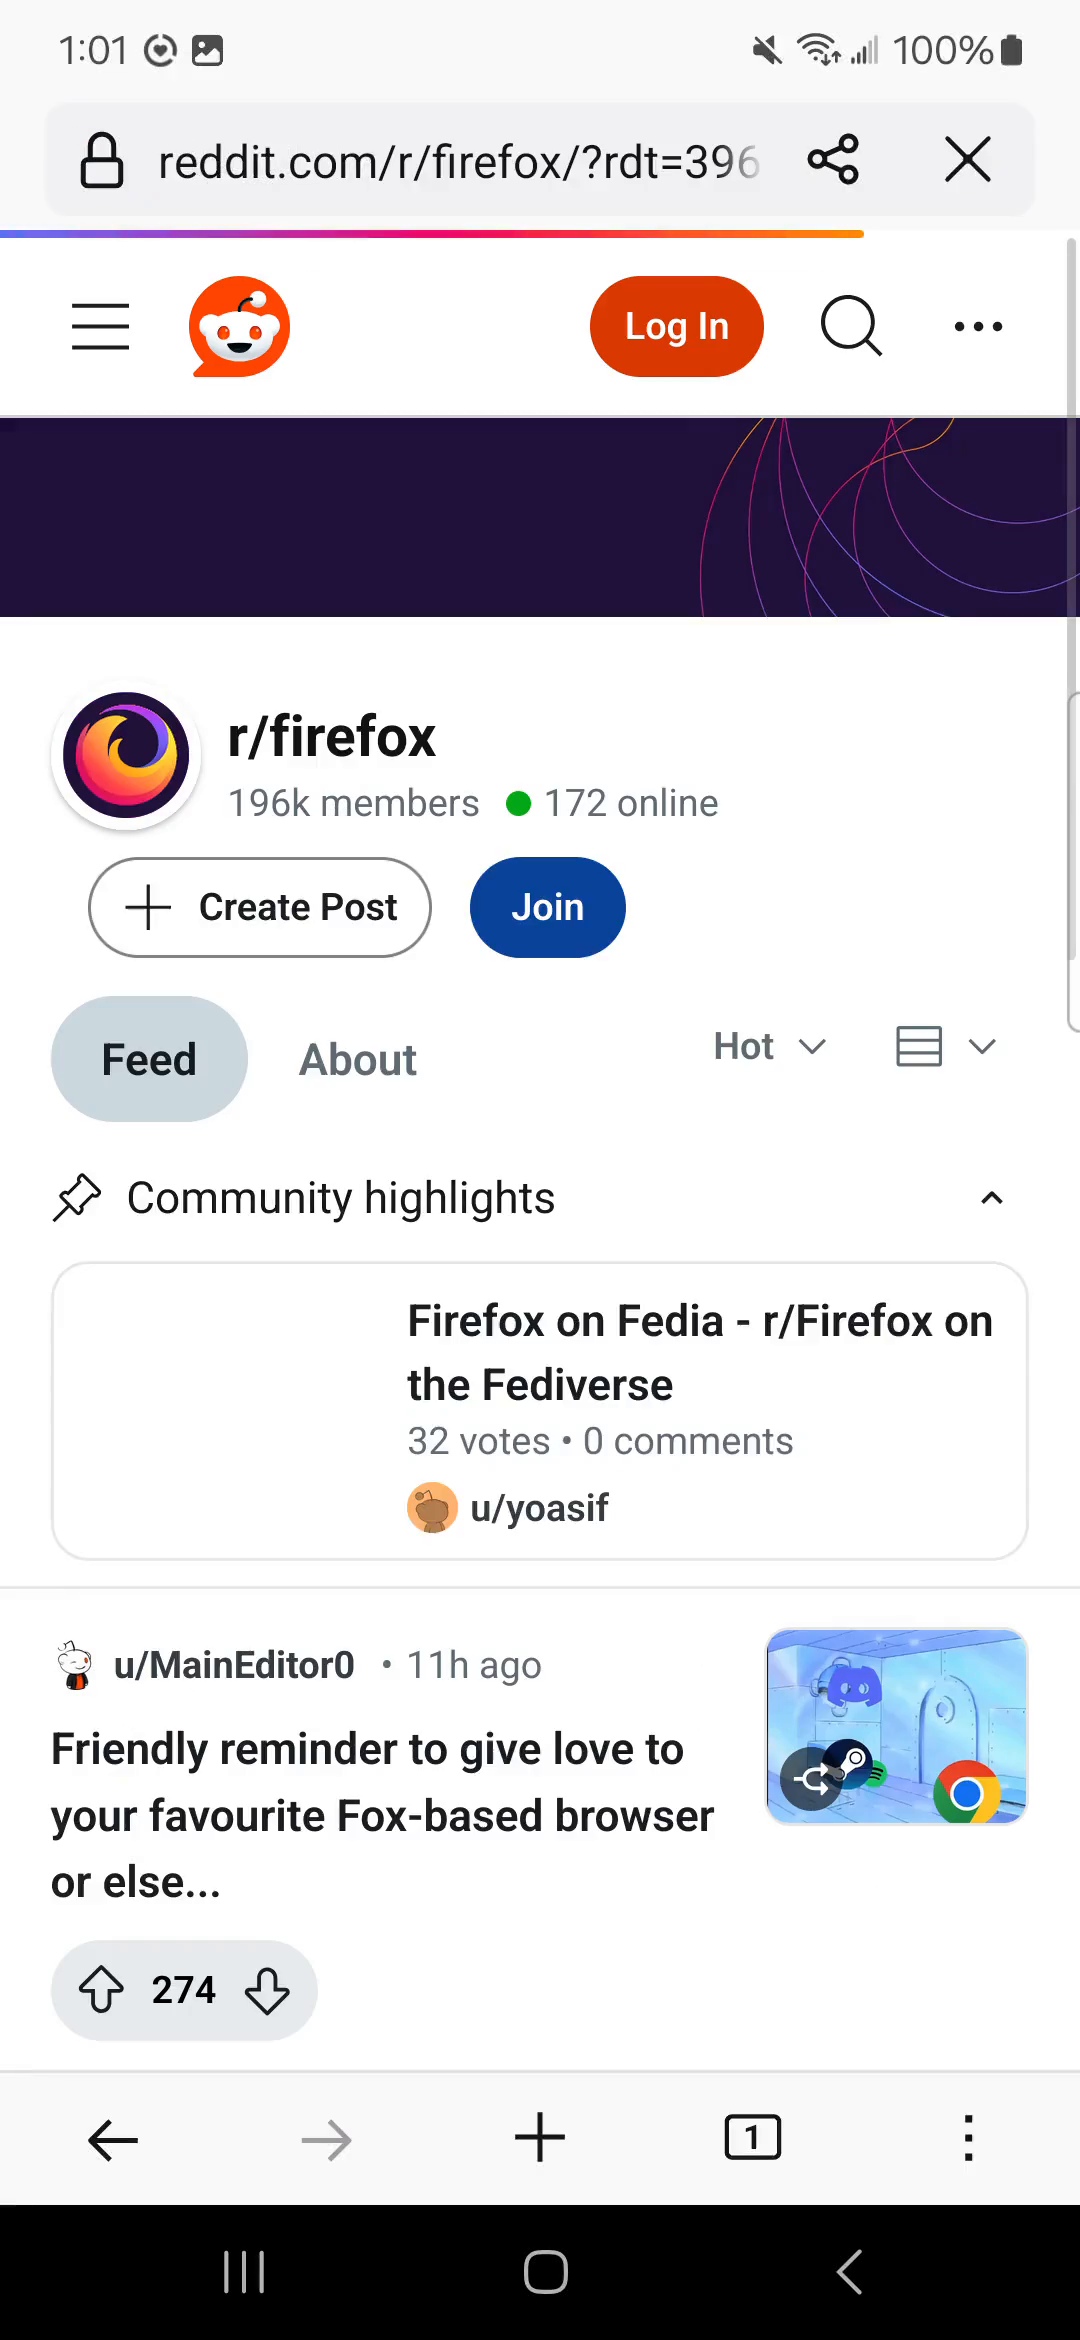 1:01
100%
reddit.com/r/firefox/?rdt=396
Log In
r/firefox
196k members
172 online
Create Post
Join
Feed
About
Hot
Community highlights
Firefox on Fedia - r/Firefox on
the Fediverse
32 votes • 0 comments
u/yoasif
u/MainEditor0 • 11h ago
Friendly reminder to give love to
your favourite Fox-based browser
or else...
274
1